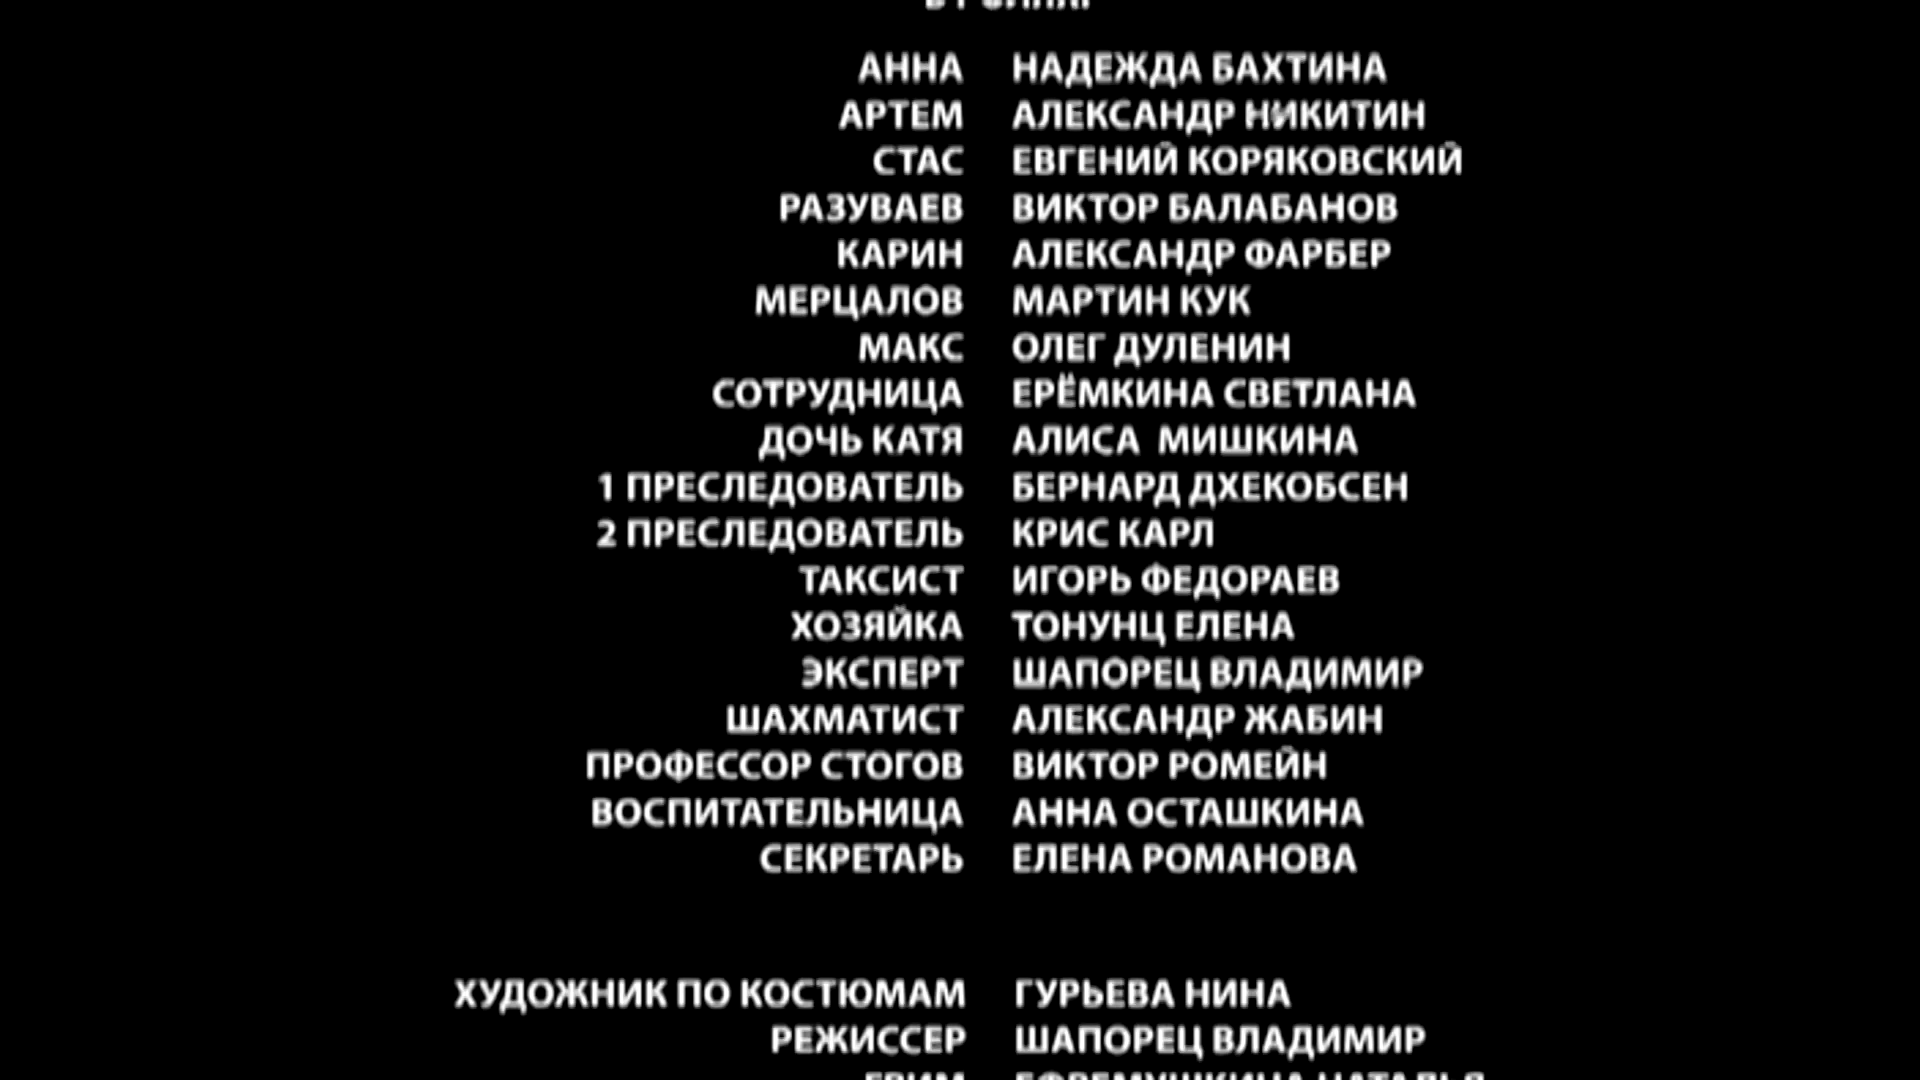 АННА НАДЕЖДА БАХТИНА
АРТЕМ АЛЕКСАНДР НИКИТИН
СТАС ЕВГЕНИЙ КОРЯКОВСКИЙ
РАЗУВАЕВ ВИКТОР БАЛАБАНОВ
КАРИН АЛЕКСАНДР ФАРБЕР
МЕРЦАЛОВ МАРТИН КУК
МАКС ОЛЕГ ДУЛЕНИН
СОТРУДНИЦА ЕРЁМКИНА СВЕТЛАНА
ДОЧЬ КАТЯ АЛИСА МИШКИНА
1 ПРЕСЛЕДОВАТЕЛЬ БЕРНАРД ДХЕКОБСЕН
2 ПРЕСЛЕДОВАТЕЛЬ КРИС КАРЛ
ТАКСИСТ ИГОРЬ ФЕДОРАЕВ
ХОЗЯЙКА ТОНУНЦ ЕЛЕНА
ЭКСПЕРТ ШАПОРЕЦ ВЛАДИМИР
ШАХМАТИСТ АЛЕКСАНДР ЖАБИН
ПРОФЕССОР СТОГОВ ВИКТОР РОМЕЙН
ВОСПИТАТЕЛЬНИЦА АННА ОСТАШКИНА
СЕКРЕТАРЬ ЕЛЕНА РОМАНОВА
ХУДОЖНИК ПО КОСТЮМАМ ГУРЬЕВА НИНА
РЕЖИССЕР ШАПОРЕЦ ВЛАДИМИР